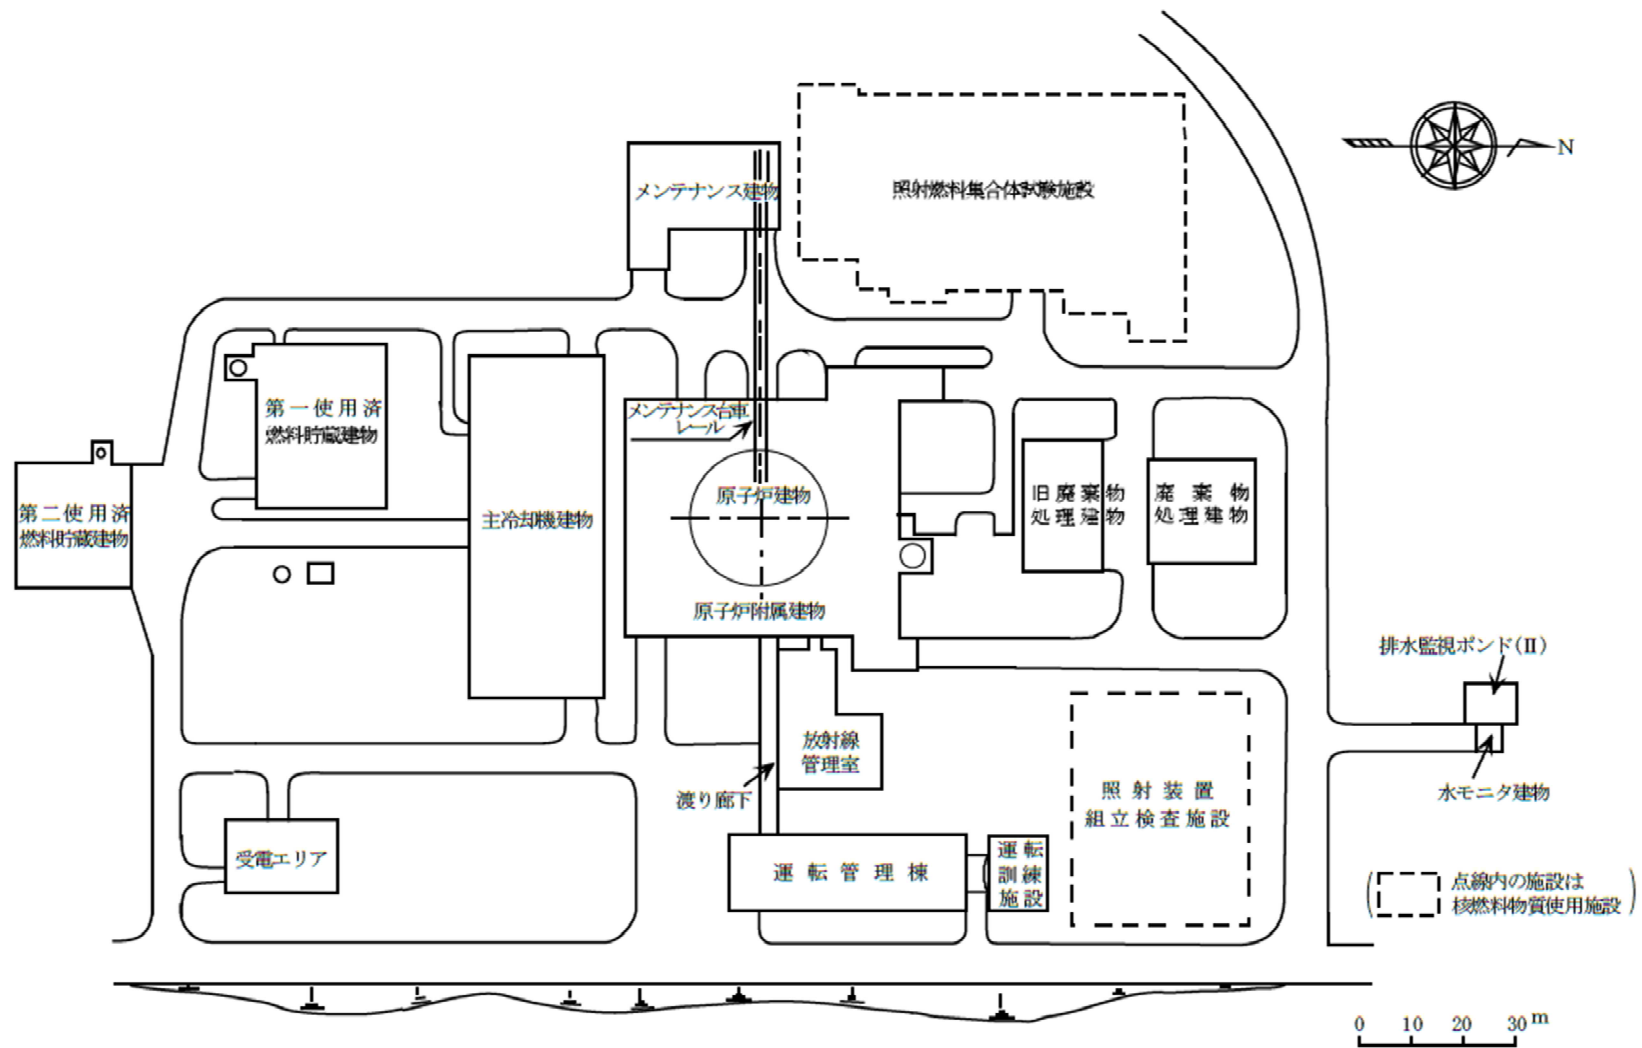 N
メンテナンス建物
照射燃料集合体試験施設
第一使用済
燃料貯蔵建物
メンテナンス台車
レール
第二使用済
燃料貯蔵建物
主冷却機建物
原子炉建物
旧廃棄物
処理建物
廃棄物
処理建物
原子炉附属建物
排水監視ポンド(Ⅱ)
放射線
管理室
渡り廊下
照射装置
組立検査施設
水モニタ建物
受電エリア
運転管理棟
運転
訓練
施設
点線内の施設は
核燃料物質使用施設
0 10 20 30 m